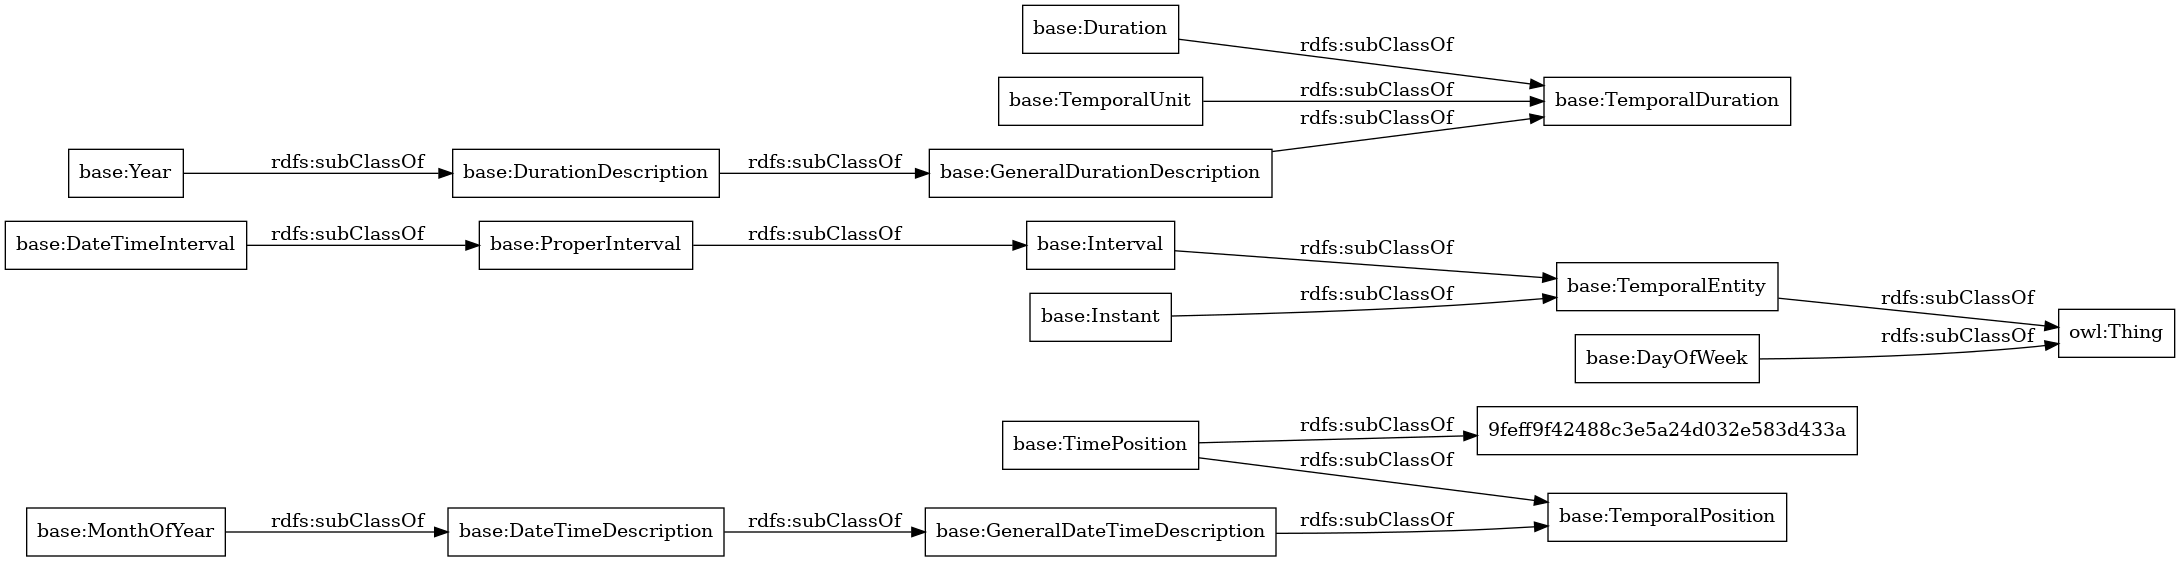 base:Duration
rdfs:subClassOf
base:TemporalUnit
rdfs:subClassOf
base:TemporalDuration
rdfs:subClassOf
base:Year
rdfs:subClassOf
base:DurationDescription
rdfs:subClassOf
base:GeneralDurationDescription
base:DateTimeInterval
rdfs:subClassOf
base:ProperInterval
rdfs:subClassOf
base:Interval
rdfs:subClassOf
base:Instant
rdfs:subClassOf
base:TemporalEntity
rdfs:subClassOf
base:DayOfWeek
rdfs:subClassOf
owl:Thing
base:TimePosition
rdfs:subClassOf
9feff9f42488c3e5a24d032e583d433a
rdfs:subClassOf
base:TemporalPosition
base:MonthOfYear
rdfs:subClassOf
base:DateTimeDescription
rdfs:subClassOf
base:GeneralDateTimeDescription
rdfs:subClassOf